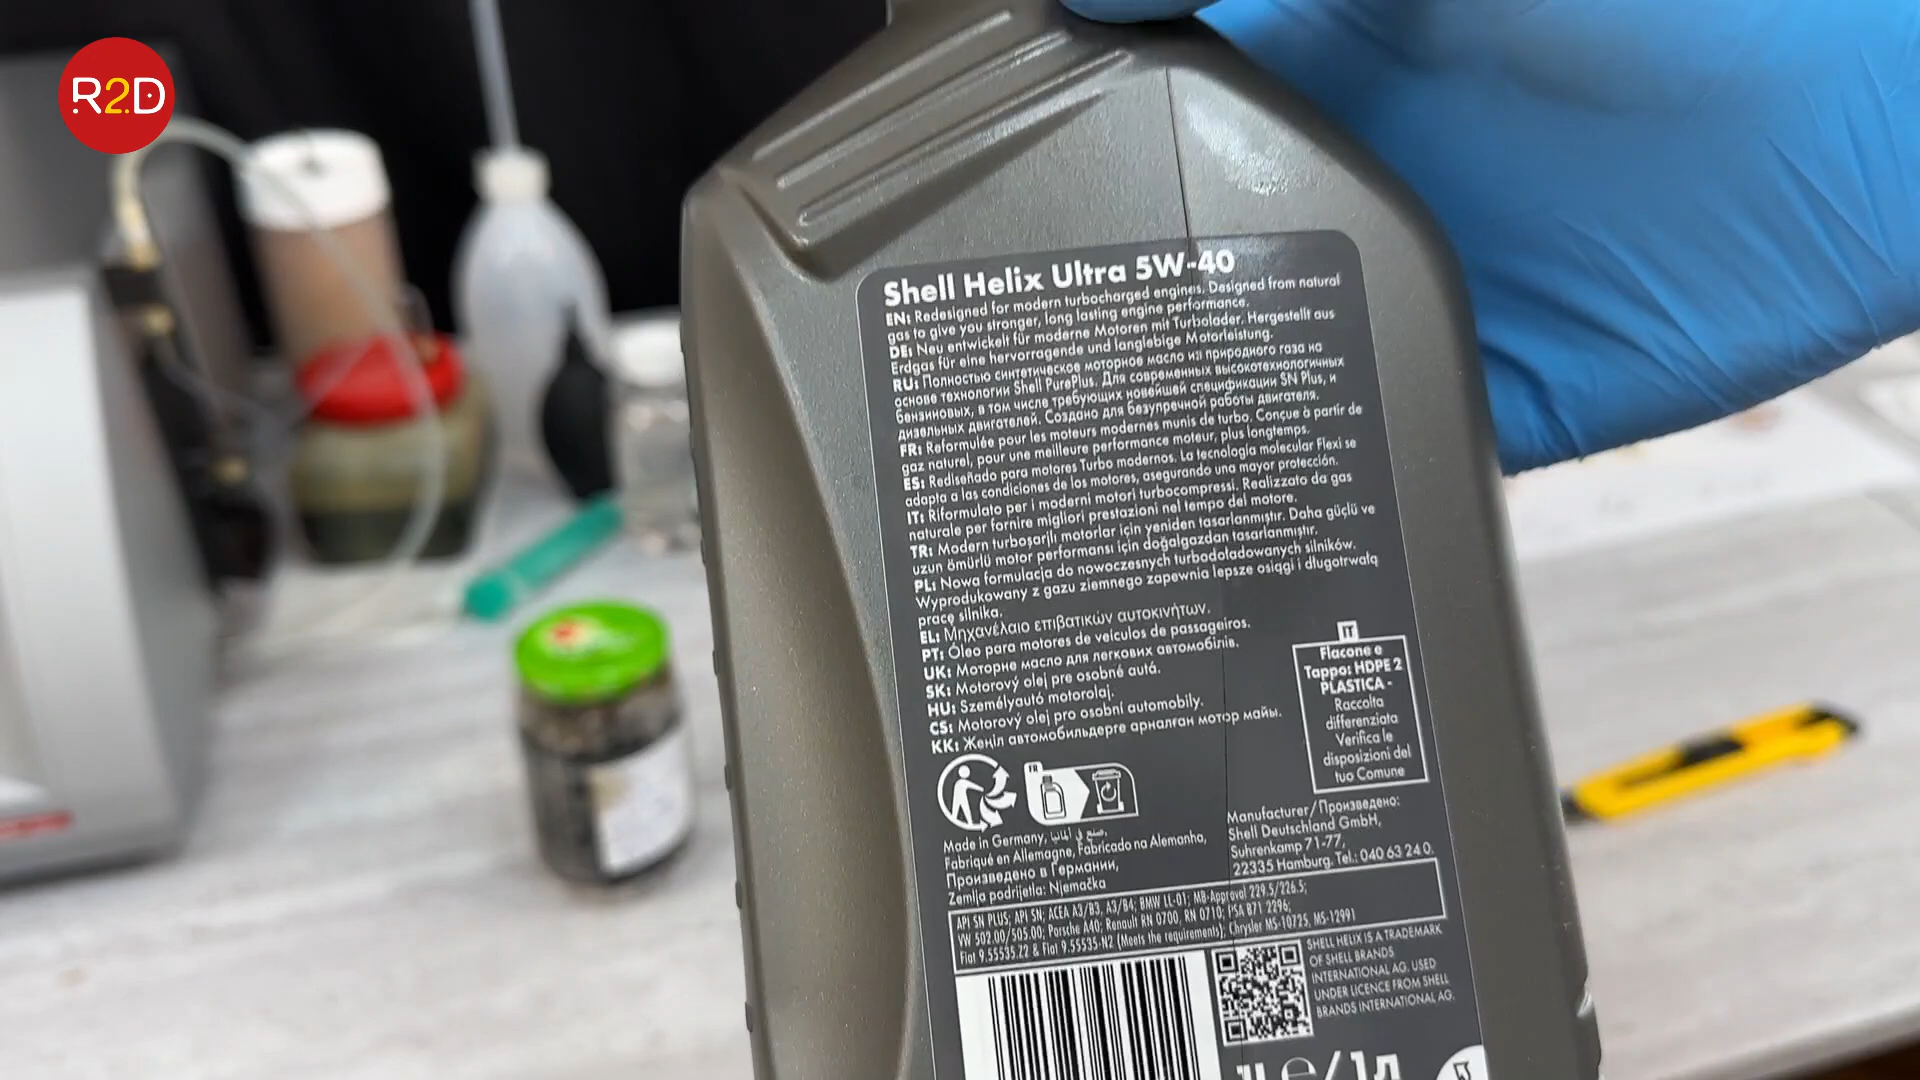 R2D
Shell Helix Ultra 5W-40
EN: Redesigned for modern turbocharged engines. Designed from natural
gas to give you stronger, long lasting engine performance.
DE: Neu entwickelt für moderne Motoren mit Turbolader. Hergestellt aus
Erdgas für eine hervorragende und langlebige Motorleistung.
RU: Полностью синтетическое моторное масло из природного газа на
основе технологии Shell PurePlus. Для современных высокотехнологичных
бензиновых, в том числе требующих новейшей спецификации SN Plus, и
дизельных двигателей. Создано для безупречной работы двигателя.
FR: Reformulée pour les moteurs modernes munis de turbo. Conçue à partir de
gaz naturel, pour une meilleure performance moteur, plus longtemps.
ES: Rediseñado para motores Turbo modernos. La tecnología molecular Flexi se
adapta a las condiciones de los motores, asegurando una mayor protección.
IT: Riformulato per i moderni motori turbocompressi. Realizzato da gas
naturale per fornire migliori prestazioni nel tempo del motore.
TR: Modern turboşarjlı motorlar için yeniden tasarlanmıştır. Daha güçlü ve
uzun ömürlü motor performansı için doğalgazdan tasarlanmıştır.
PL: Nowa formulacja do nowoczesnych turbodoładowanych silników.
Wyprodukowany z gazu ziemnego zapewnia lepsze osiągi i długotrwałą
pracę silnika.
EL: Μηχανέλαιο επιβατικών αυτοκινήτων.
PT: Óleo para motores de veículos de passageiros.
UK: Моторне масло для легкових автомобілів.
SK: Motorový olej pre osobné autá.
HU: Személyautó motorolaj.
CS: Motorový olej pro osobní automobily.
KK: Жеңіл автомобильдерге арналған мотор майы.
IT
Flacone e
Tappo: HDPE 2
PLASTICA -
Raccolta
differenziata
Verifica le
disposizioni del
tuo Comune
FR
Made in Germany, صنع في ألمانيا,
Fabriqué en Allemagne, Fabricado na Alemanha,
Произведено в Германии,
Zemlja podrijetla: Njemačka
Manufacturer/Произведено:
Shell Deutschland GmbH,
Suhrenkamp 71-77,
22335 Hamburg. Tel.: 040 63 24 0.
API SN PLUS; API SN; ACEA A3/B3, A3/B4; BMW LL-01; MB-Approval 229.5/226.5;
VW 502.00/505.00; Porsche A40; Renault RN 0700, RN 0710; PSA B71 2296;
Fiat 9.55535.Z2 & Fiat 9.55535-N2 (Meets the requirements); Chrysler MS-10725, MS-12991
SHELL HELIX IS A TRADEMARK
OF SHELL BRANDS
INTERNATIONAL AG. USED
UNDER LICENCE FROM SHELL
BRANDS INTERNATIONAL AG.
1L e/1л